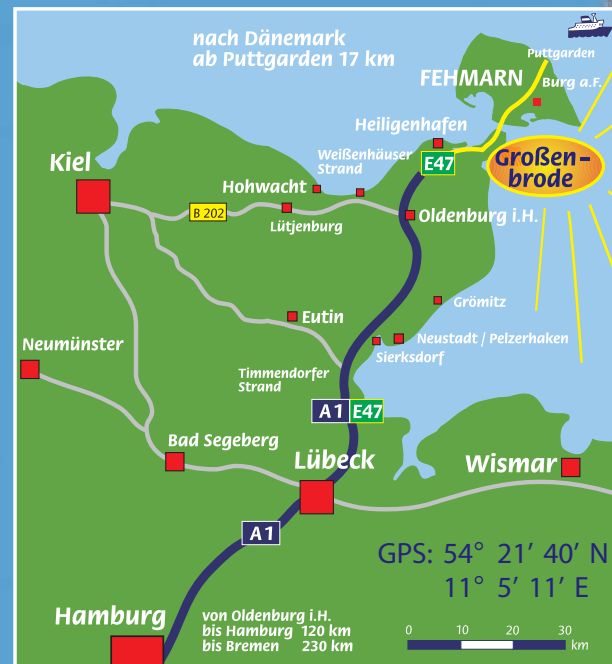 nach Dänemark
ab Puttgarden 17 km
Puttgarden
FEHMARN
Burg a.F.
Heiligenhafen
Weißenhäuser
Strand
E47
Großen-
brode
Kiel
Hohwacht
B 202
Lütjenburg
Oldenburg i.H.
Grömitz
Eutin
Neumünster
Neustadt / Pelzerhaken
Sierksdorf
Timmendorfer
Strand
A1 E47
Bad Segeberg
Lübeck
Wismar
A1
GPS: 54° 21′ 40′ N
11° 5′ 11′ E
Hamburg
von Oldenburg i.H.
bis Hamburg 120 km
bis Bremen 230 km
0 10 20 30
km